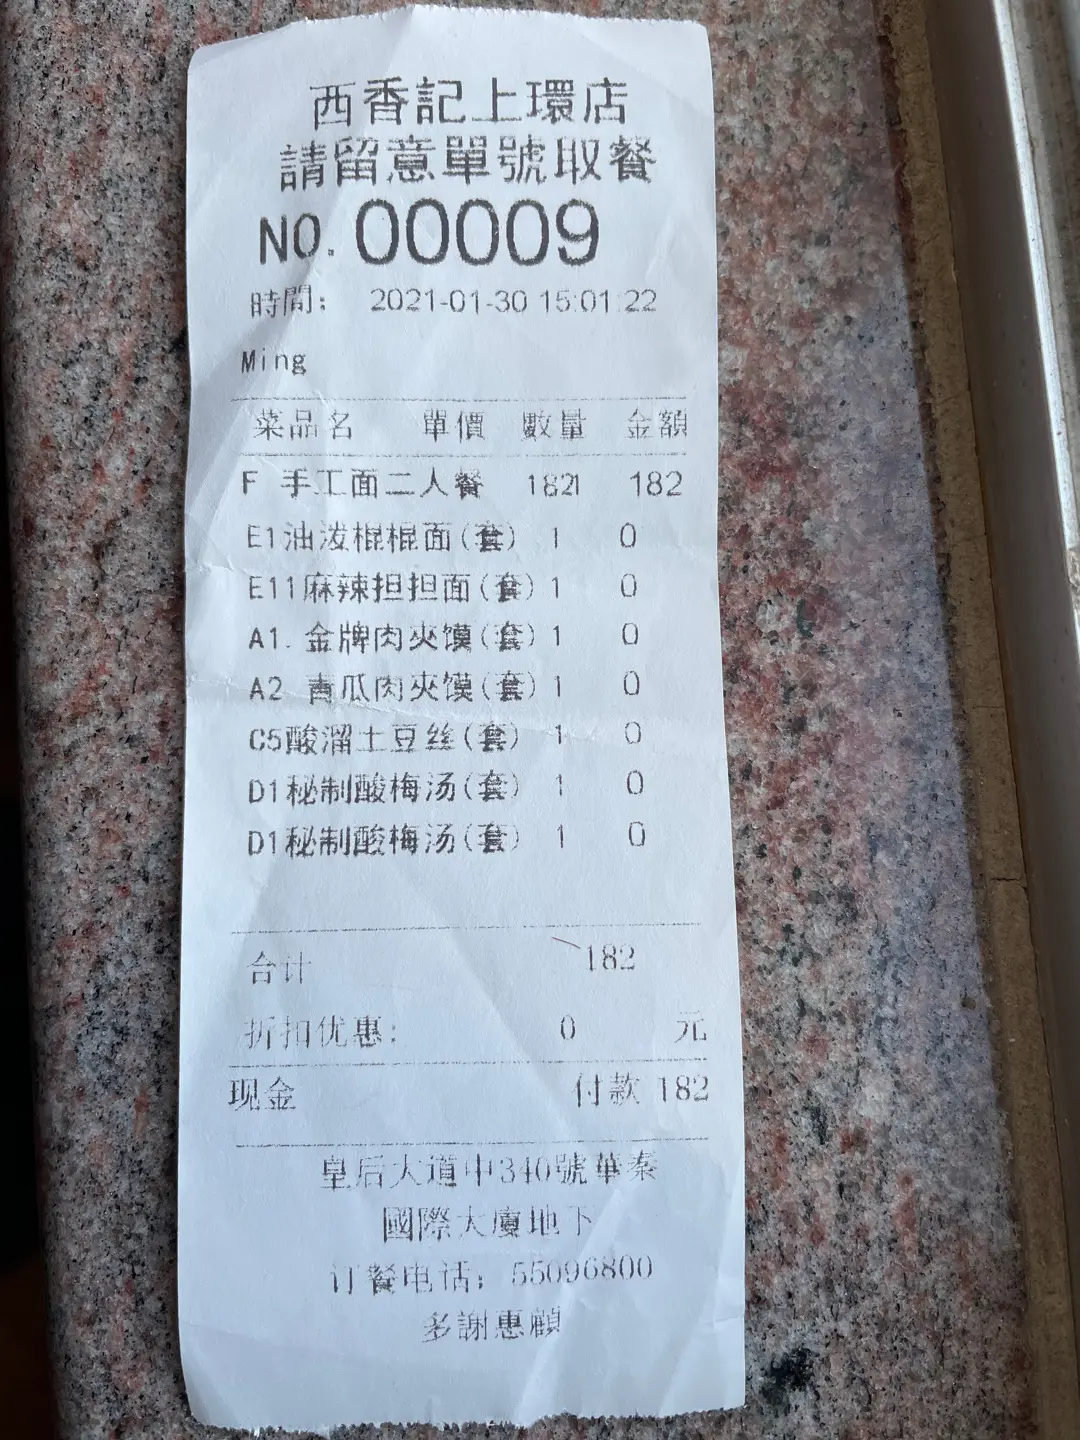 西香記上環店
請留意單號取餐
NO. 00009
時間: 2021-01-30 15:01:22
Ming
菜品名 單價 數量 金額
F 手工面二人餐 1821 182
E1油泼棍棍面(套) 1 0
E11麻辣担担面(套) 1 0
A1. 金牌肉夾馍(套) 1 0
A2 青瓜肉夾馍(套) 1 0
C5酸溜土豆丝(套) 1 0
D1秘制酸梅汤(套) 1 0
D1秘制酸梅汤(套) 1 0
合计 182
折扣优惠: 0 元
现金 付款 182
皇后大道中340號華秦
國際大廈地下
订餐电话: 55096800
多謝惠顧